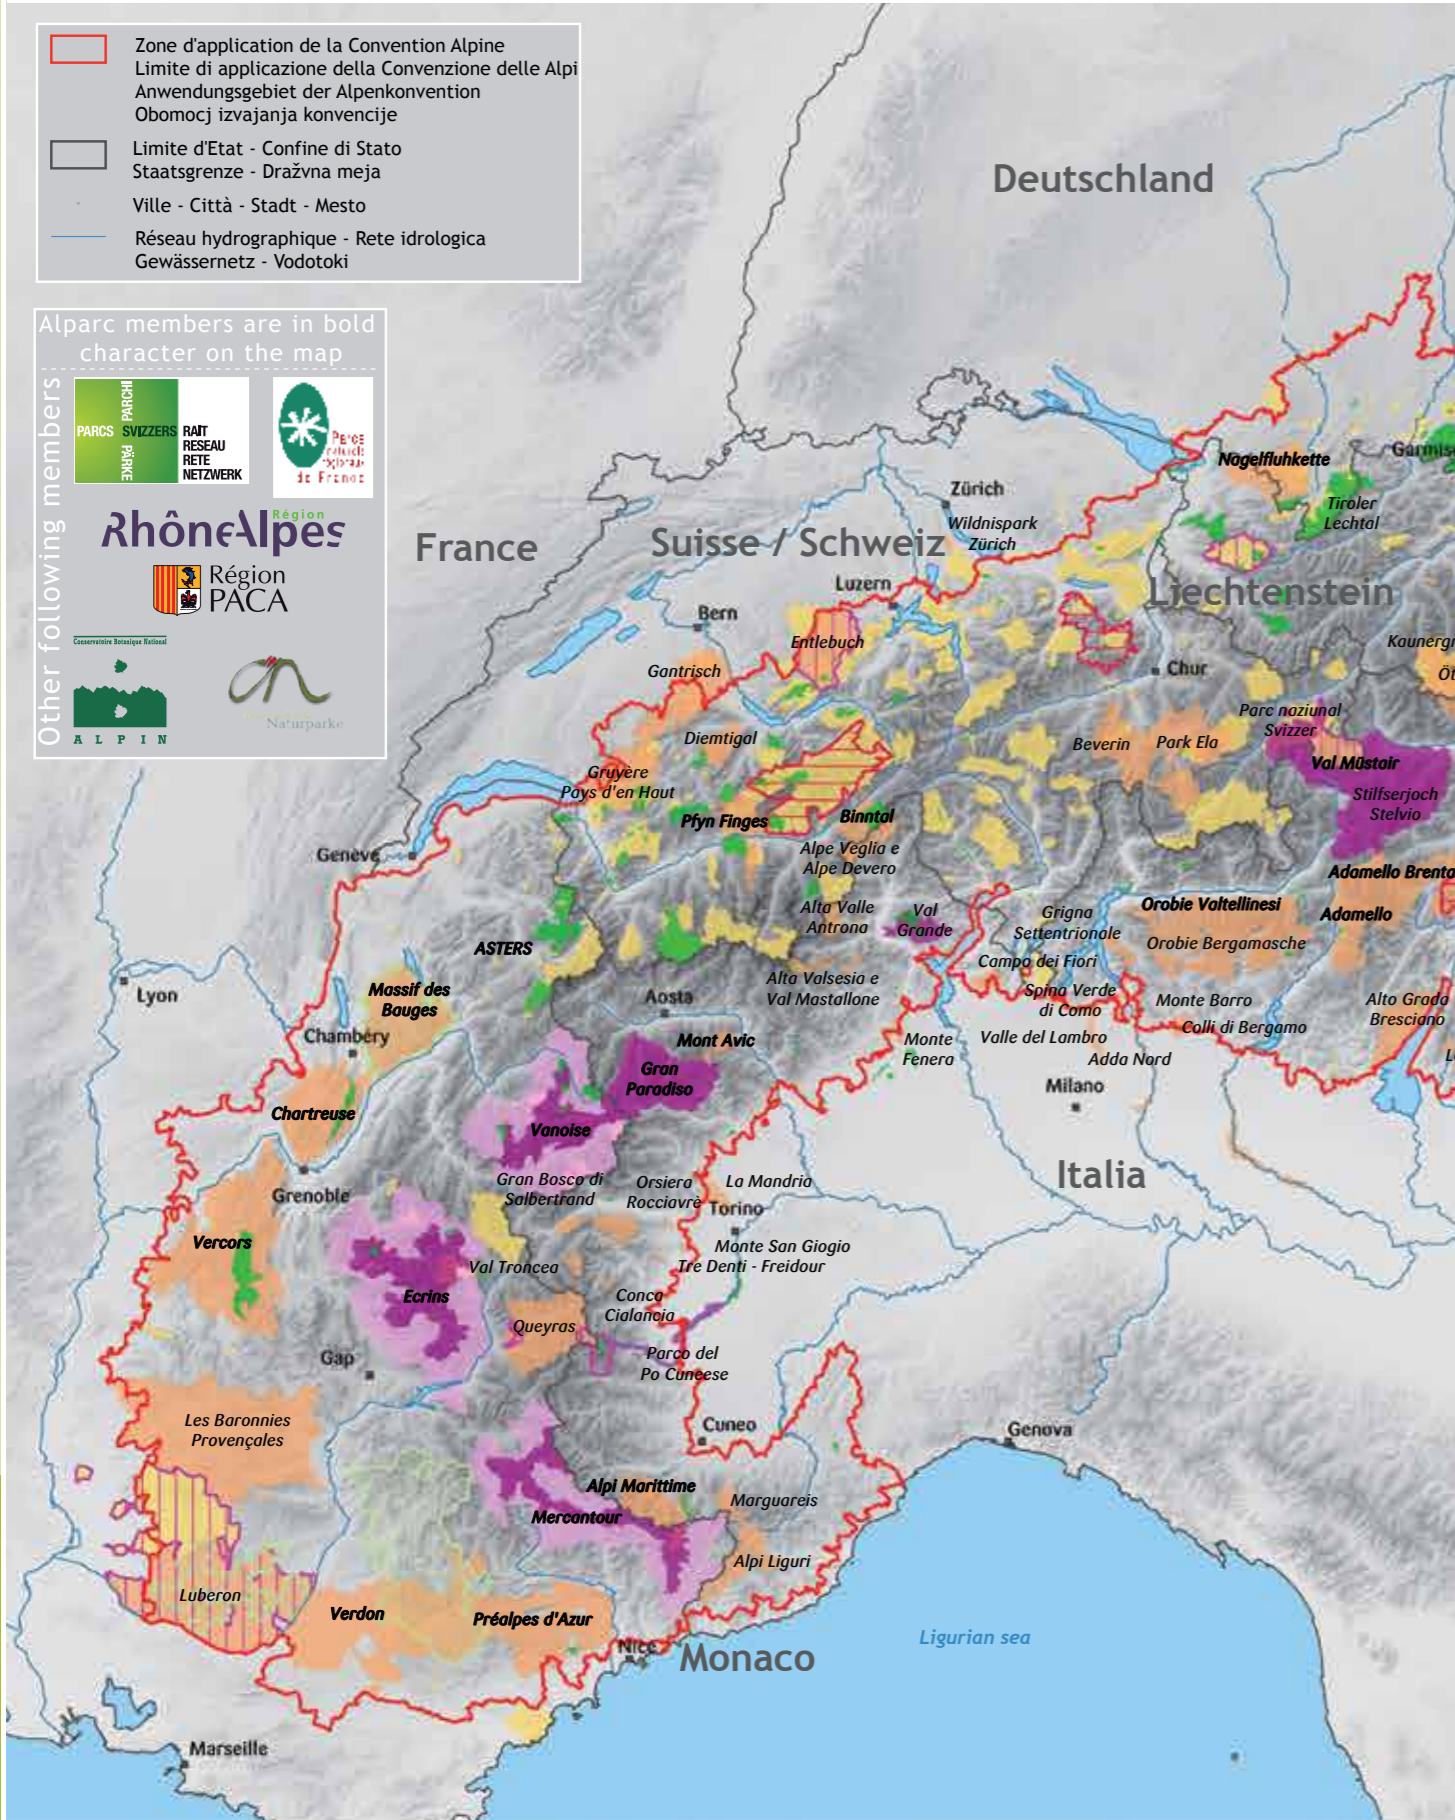 Zone d'application de la Convention Alpine
Limite di applicazione della Convenzione delle Alpi
Anwendungsgebiet der Alpenkonvention
Obomocj izvajanja konvencije
Limite d'Etat - Confine di Stato
Staatsgrenze - Dražvna meja
Ville - Città - Stadt - Mesto
Réseau hydrographique - Rete idrologica
Gewässernetz - Vodotoki
Alparc members are in bold
character on the map
Other following members
PARCS SVIZZERS
PARCHI
PÄRKE
RAIT
RESEAU
RETE
NETZWERK
Parcs
naturels
régionaux
de France
RhôneAlpes
Région
Région
PACA
Conservatoire Botanique National
A L P I N
Naturparke
Deutschland
France
Suisse / Schweiz
Liechtenstein
Italia
Monaco
Ligurian sea
Nagelfluhkette
Tiroler
Lechtal
Zürich
Wildnispark
Zürich
Luzern
Bern
Entlebuch
Gantrisch
Chur
Diemtigal
Parc naziunal
Svizzer
Beverin
Park Ela
Val Müstair
Gruyère
Pays d'en Haut
Stilfserjoch
Stelvio
Pfyn Finges
Binntal
Genève
Alpe Veglia e
Alpe Devero
Adamello Brenta
Alta Valle
Antrona
Val
Grande
Grigna
Settentrionale
Orobie Valtellinesi
Adamello
ASTERS
Orobie Bergamasche
Campo dei Fiori
Lyon
Massif des
Bauges
Aosta
Alta Valsesia e
Val Mastallone
Spina Verde
di Como
Monte Barro
Alto Grada
Bresciano
Chambéry
Mont Avic
Monte
Fenera
Valle del Lambro
Colli di Bergamo
Adda Nord
Gran
Paradiso
Milano
Chartreuse
Vanoise
Grenoble
Gran Bosco di
Salbertrand
Orsiera
Rocciavrè
La Mandria
Torino
Vercors
Val Troncea
Monte San Giogio
Tre Denti - Freidour
Ecrins
Conca
Cialancia
Queyras
Gap
Parco del
Po Cuneese
Les Baronnies
Provençales
Cuneo
Genova
Alpi Marittime
Marguareis
Mercantour
Alpi Liguri
Luberon
Verdon
Préalpes d'Azur
Nice
Marseille